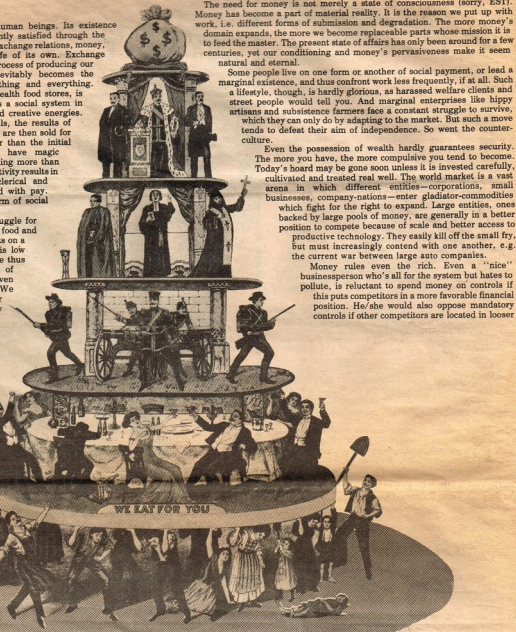 uman beings. Its existence
ntly satisfied through the
xchange relations, money,
fe of its own. Exchange
rocess of producing our
evitably becomes the
thing and everything.
ealth food stores, is
s a social system in
d creative energies.
ls, the results of
are then sold for
r than the initial
have magic
ing more than
tivity results in
lerical and
d with pay.
rm of social
uggle for
food and
ts on a
is low
e thus
of
ven
We
The need for money is not merely a state of consciousness (sorry, EST).
Money has become a part of material reality. It is the reason we put up with
work, i.e. different forms of submission and degradation. The more money's
domain expands, the more we become replaceable parts whose mission it is
to feed the master. The present state of affairs has only been around for a few
centuries, yet our conditioning and money's pervasiveness make it seem
natural and eternal.
Some people live on one form or another of social payment, or lead a
marginal existence, and thus confront work less frequently, if at all. Such
a lifestyle, though, is hardly glorious, as harassed welfare clients and
street people would tell You. And marginal enterprises like hippy
artisans and subsistence farmers face a constant struggle to survive,
which they can only do by adapting to the market. But such a move
tends to defeat their aim of independence. So went the counter-
culture.
Even the possession of wealth hardly guarantees security.
The more you have, the more compulsive you tend to become.
Today's hoard may be gone soon unless it is invested carefully,
cultivated and treated real well. The world market is a vast
arena in which different entities—corporations, small
businesses, company-nations—enter gladiator-commodities
which fight for the right to expand. Large entities, ones
backed by large pools of money, are generally in a better
position to compete because of scale and better access to
productive technology. They easily kill off the small fry,
but must increasingly contend with one another, e.g.
the current war between large auto companies.
Money rules even the rich. Even a "nice"
businessperson who's all for the system but hates to
pollute, is reluctant to spend money on controls if
this puts competitors in a more favorable financial
position. He/she would also oppose mandatory
controls if other competitors are located in looser
$ $ $ $
WE EAT FOR YOU